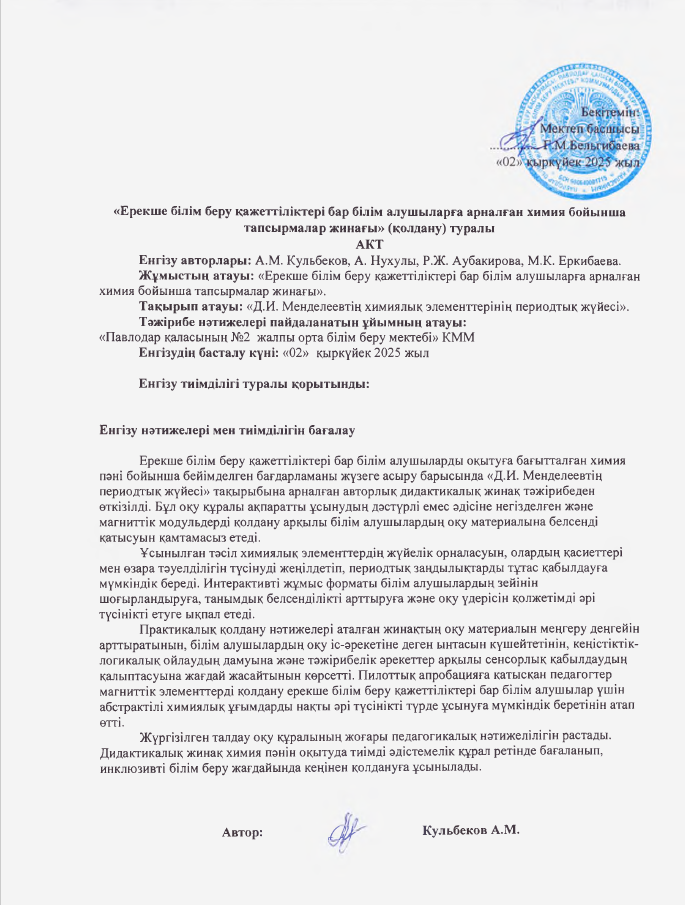 Бекітемін:
Мектеп басшысы
Г.М.Бельгибаева
«02» қыркүйек 2025 жыл
«Ерекше білім беру қажеттіліктері бар білім алушыларға арналған химия бойынша
тапсырмалар жинағы» (қолдану) туралы
АКТ
Енгізу авторлары: А.М. Кульбеков, А. Нухулы, Р.Ж. Аубакирова, М.К. Еркибаева.
Жұмыстың атауы: «Ерекше білім беру қажеттіліктері бар білім алушыларға арналған
химия бойынша тапсырмалар жинағы».
Тақырып атауы: «Д.И. Менделеевтің химиялық элементтерінің периодтық жүйесі».
Тәжірибе нәтижелері пайдаланатын ұйымның атауы:
«Павлодар қаласының №2 жалпы орта білім беру мектебі» КММ
Енгізудің басталу күні: «02» қыркүйек 2025 жыл
Енгізу тиімділігі туралы қорытынды:
Енгізу нәтижелері мен тиімділігін бағалау
Ерекше білім беру қажеттіліктері бар білім алушыларды оқытуға бағытталған химия
пәні бойынша бейімделген бағдарламаны жүзеге асыру барысында «Д.И. Менделеевтің
периодтық жүйесі» тақырыбына арналған авторлық дидактикалық жинақ тәжірибеден
өткізілді. Бұл оқу құралы ақпаратты ұсынудың дәстүрлі емес әдісіне негізделген және
магниттік модульдерді қолдану арқылы білім алушылардың оқу материалына белсенді
қатысуын қамтамасыз етеді.
Ұсынылған тәсіл химиялық элементтердің жүйелік орналасуын, олардың қасиеттері
мен өзара тәуелділігін түсінуді жеңілдетіп, периодтық заңдылықтарды тұтас қабылдауға
мүмкіндік береді. Интерактивті жұмыс форматы білім алушылардың зейінін
шоғырландыруға, танымдық белсенділікті арттыруға және оқу үдерісін қолжетімді әрі
түсінікті етуге ықпал етеді.
Практикалық қолдану нәтижелері аталған жинақтың оқу материалын меңгеру деңгейін
арттыратынын, білім алушылардың оқу іс-әрекетіне деген ынтасын күшейтетінін, кеңістіктік-
логикалық ойлаудың дамуына және тәжірибелік әрекеттер арқылы сенсорлық қабылдаудың
қалыптасуына жағдай жасайтынын көрсетті. Пилоттық апробацияға қатысқан педагогтер
магниттік элементтерді қолдану ерекше білім беру қажеттіліктері бар білім алушылар үшін
абстрактілі химиялық ұғымдарды нақты әрі түсінікті түрде ұсынуға мүмкіндік беретінін атап
өтті.
Жүргізілген талдау оқу құралының жоғары педагогикалық нәтижелілігін растады.
Дидактикалық жинақ химия пәнін оқытуда тиімді әдістемелік құрал ретінде бағаланып,
инклюзивті білім беру жағдайында кеңінен қолдануға ұсынылады.
Автор: Кульбеков А.М.